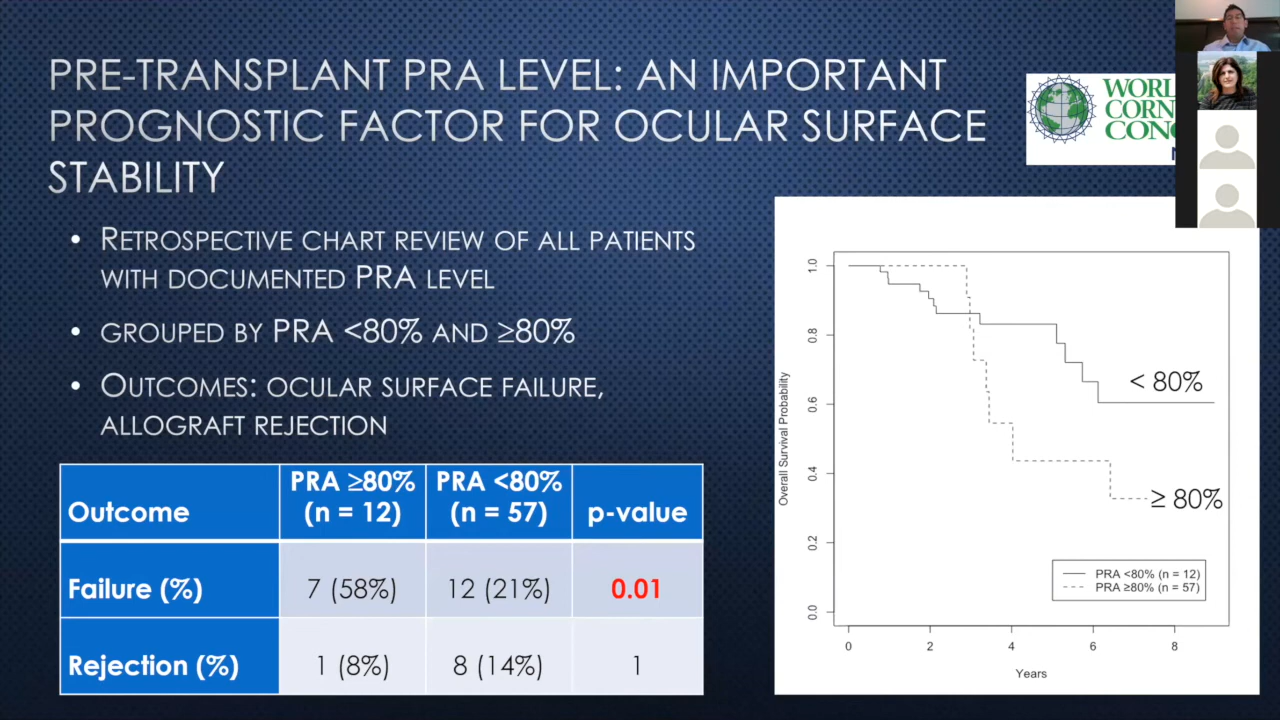 PRE-TRANSPLANT PRA LEVEL: AN IMPORTANT
PROGNOSTIC FACTOR FOR OCULAR SURFACE
STABILITY
WORL
CORN
CON
• RETROSPECTIVE CHART REVIEW OF ALL PATIENTS
WITH DOCUMENTED PRA LEVEL
• GROUPED BY PRA <80% AND ≥80%
• OUTCOMES: OCULAR SURFACE FAILURE,
ALLOGRAFT REJECTION
Outcome PRA ≥80% (n = 12) PRA <80% (n = 57) p-value
Failure (%) 7 (58%) 12 (21%) 0.01
Rejection (%) 1 (8%) 8 (14%) 1
Overall Survival Probability
1.0
0.8
0.6
0.4
0.2
0.0
< 80%
≥ 80%
PRA <80% (n = 12)
PRA ≥80% (n = 57)
0 2 4 6 8
Years